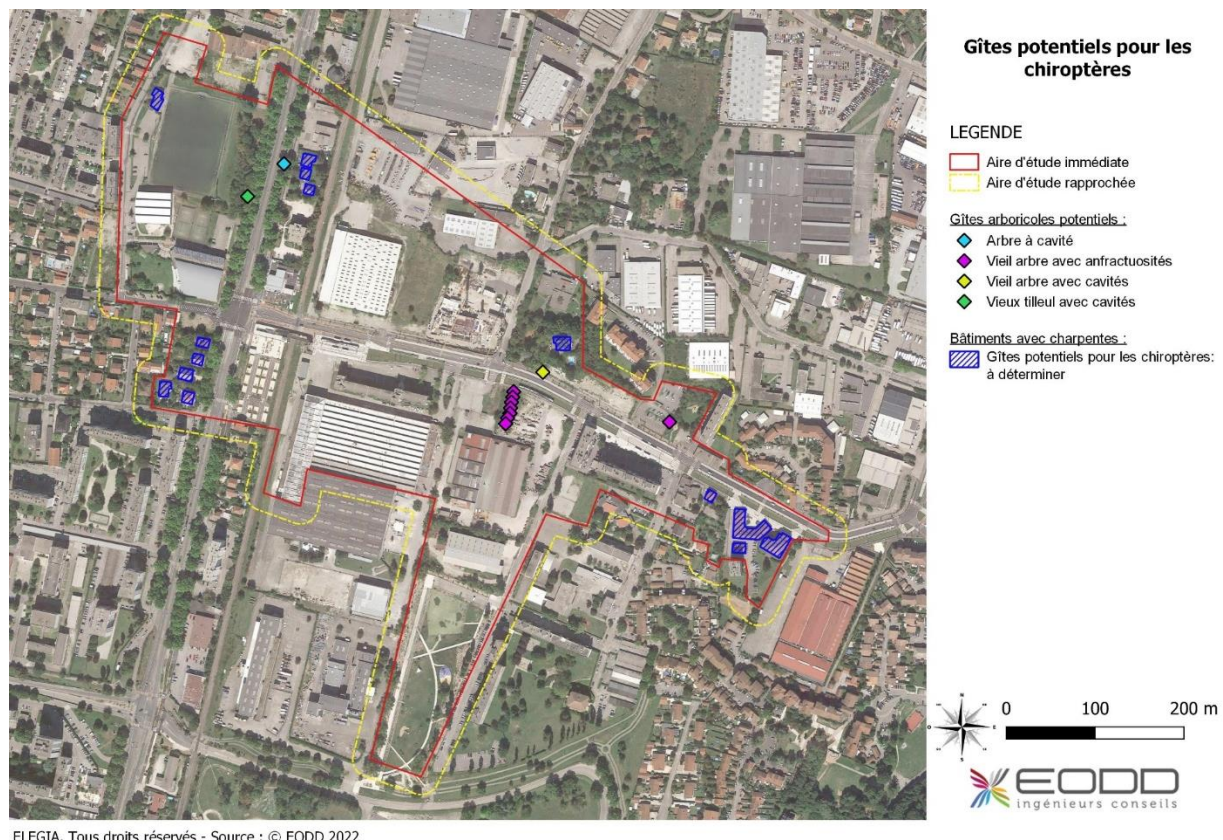 Gîtes potentiels pour les
chiroptères
LEGENDE
Aire d'étude immédiate
Aire d'étude rapprochée
Gîtes arboricoles potentiels :
Arbre à cavité
Vieil arbre avec anfractuosités
Vieil arbre avec cavités
Vieux tilleul avec cavités
Bâtiments avec charpentes :
Gîtes potentiels pour les chiroptères:
à déterminer
N
O
E
S
0 100 200 m
EODD
ingénieurs conseils
ELEGIA. Tous droits réservés - Source : © EODD 2022